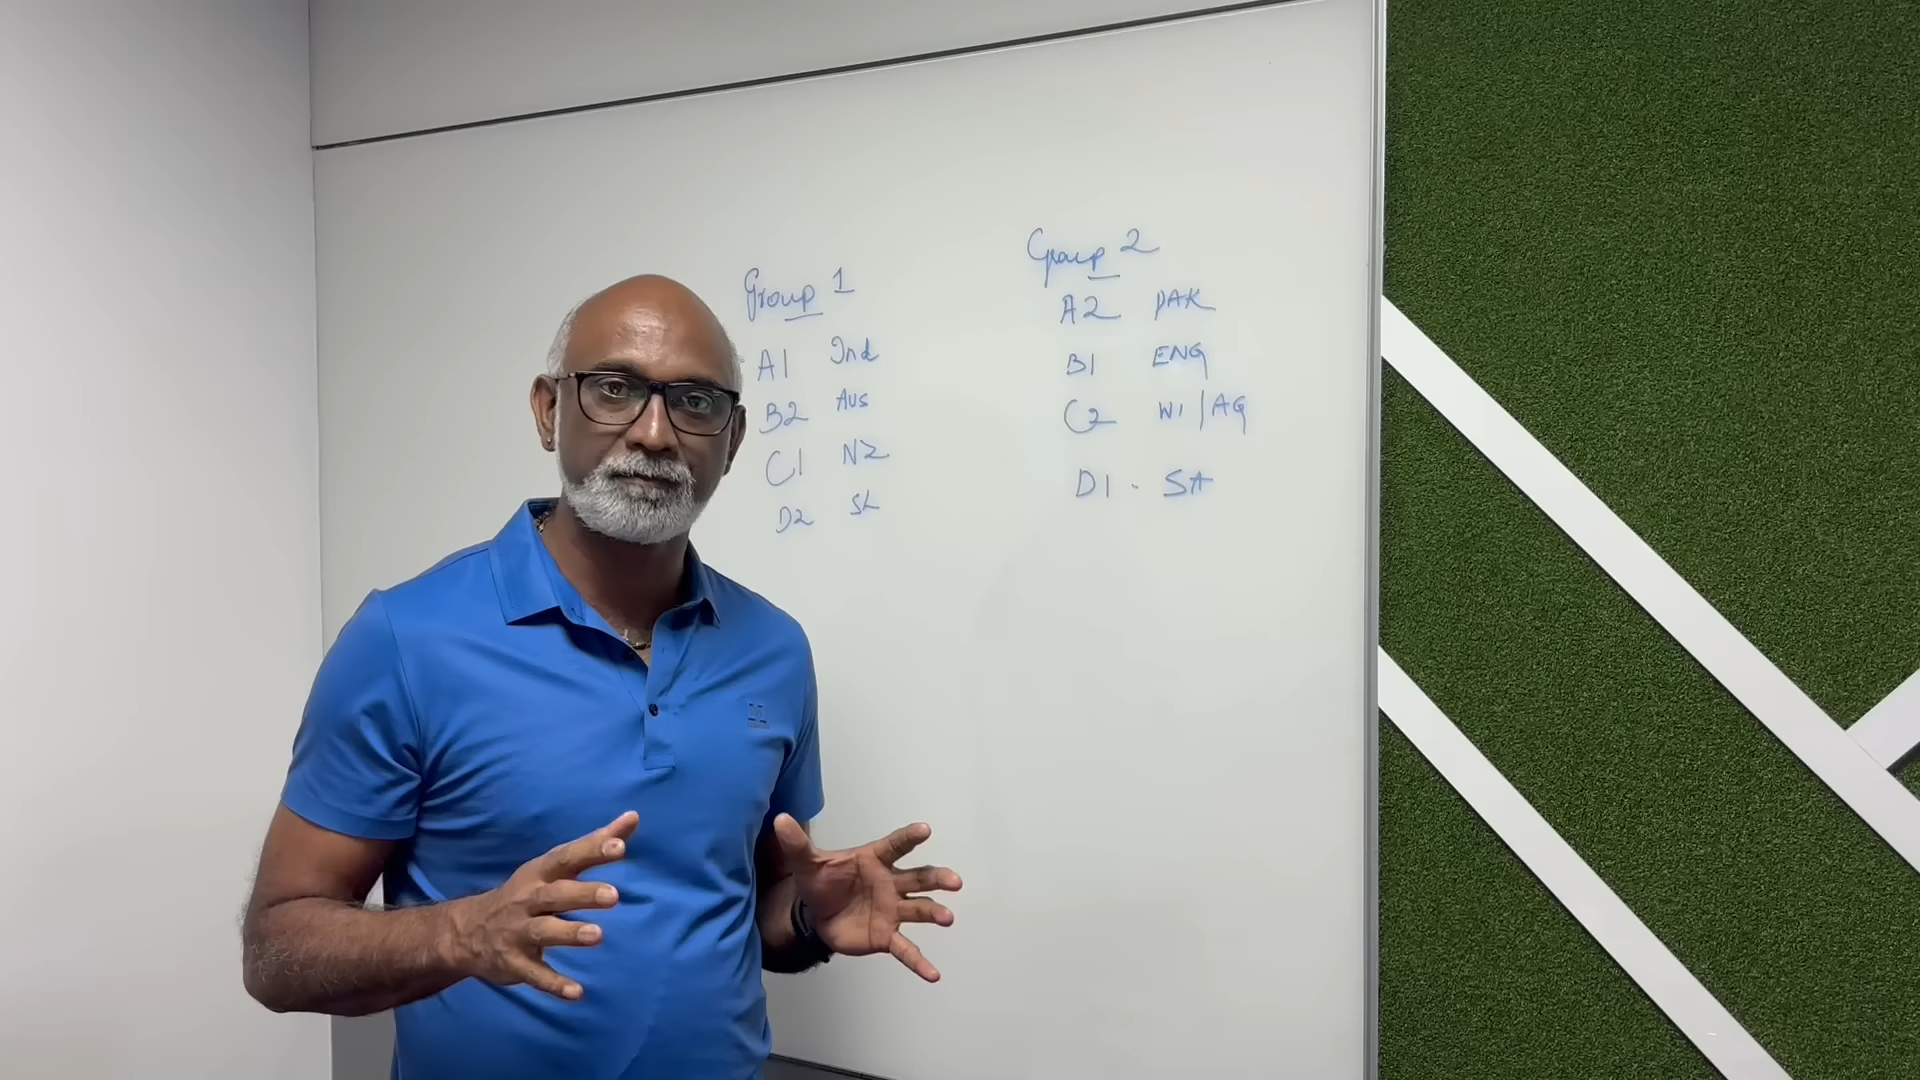 Group 1
A1 Ind
B2 Aus
C1 NZ
D2 SL
Group 2
A2 PAK
B1 ENG
C2 WI / AG
D1 - SA